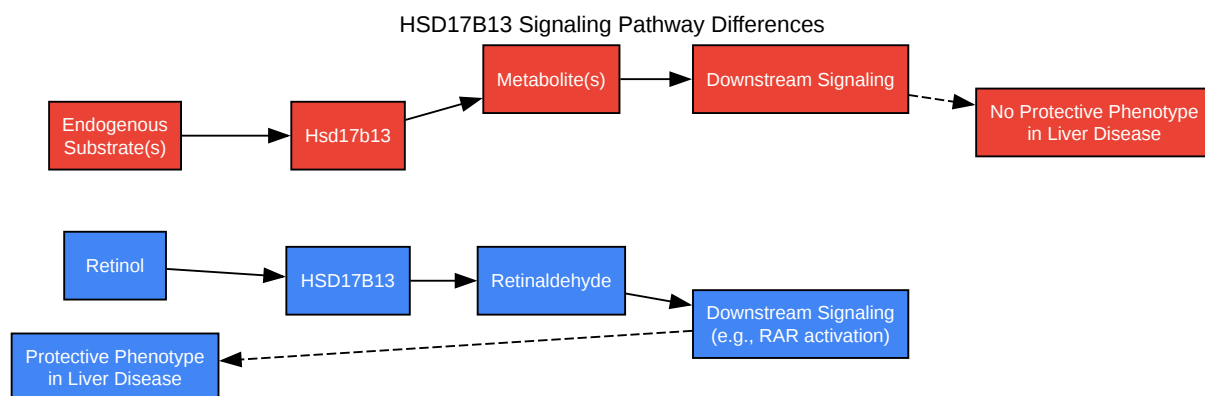 HSD17B13 Signaling Pathway Differences
Endogenous
Substrate(s)
Hsd17b13
Metabolite(s)
Downstream Signaling
No Protective Phenotype
in Liver Disease
Retinol
HSD17B13
Retinaldehyde
Downstream Signaling
(e.g., RAR activation)
Protective Phenotype
in Liver Disease